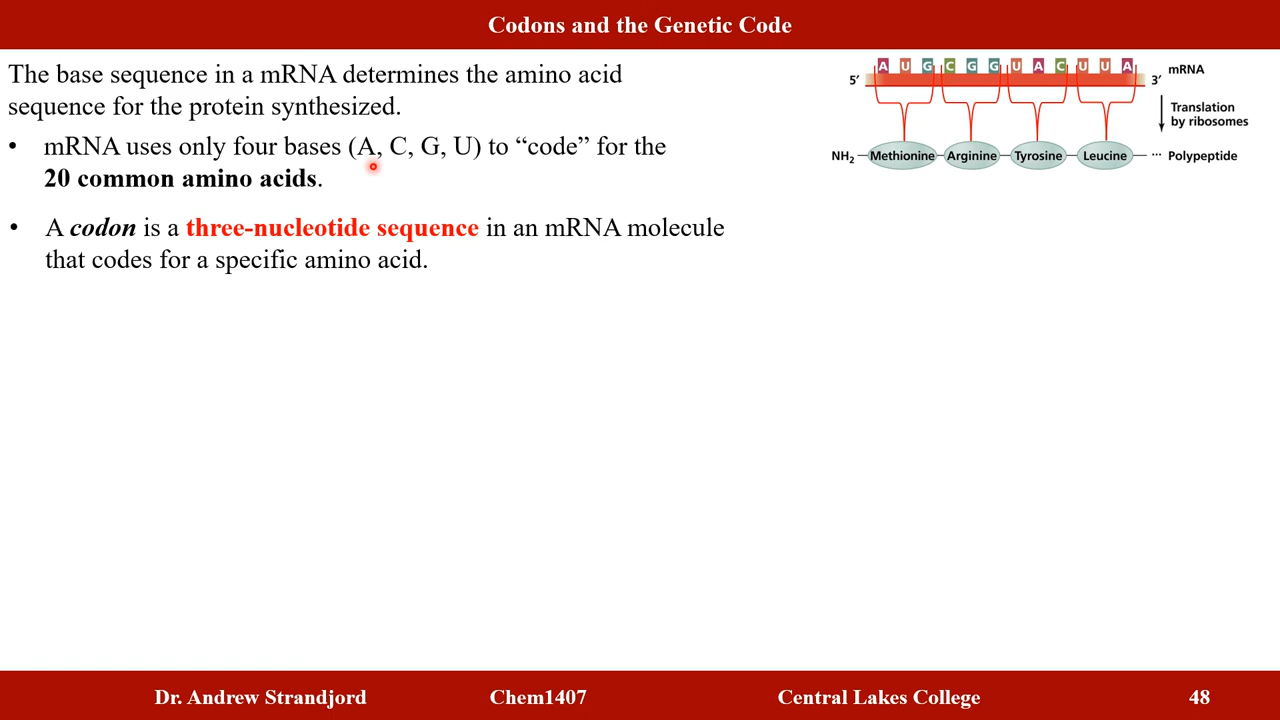 Codons and the Genetic Code
The base sequence in a mRNA determines the amino acid
sequence for the protein synthesized.
• mRNA uses only four bases (A, C, G, U) to “code” for the
20 common amino acids.
• A codon is a three-nucleotide sequence in an mRNA molecule
that codes for a specific amino acid.
5′ A U G C G G U A C U U A 3′ mRNA
Translation
by ribosomes
NH2 Methionine Arginine Tyrosine Leucine ··· Polypeptide
Dr. Andrew Strandjord Chem1407 Central Lakes College 48